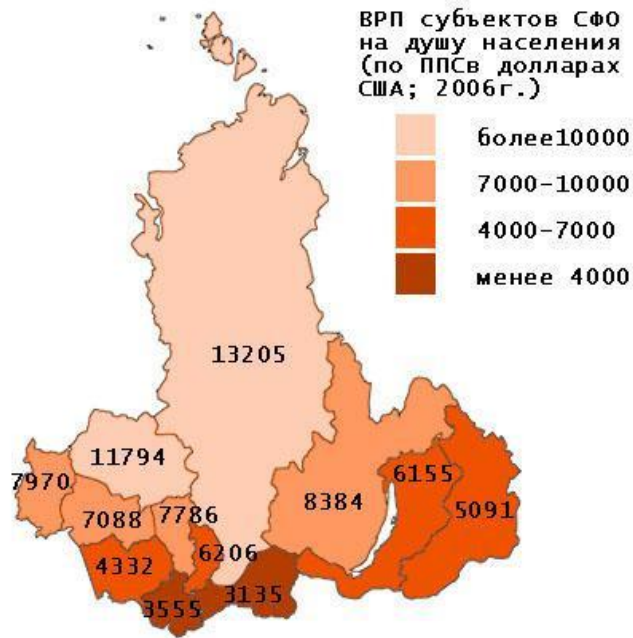 ВРП субъектов СФО
на душу населения
(по ППСв долларах
США; 2006г.)
более10000
7000-10000
4000-7000
менее 4000
13205
11794
7970
7088
7786
8384
6155
5091
4332
6206
3555
3135